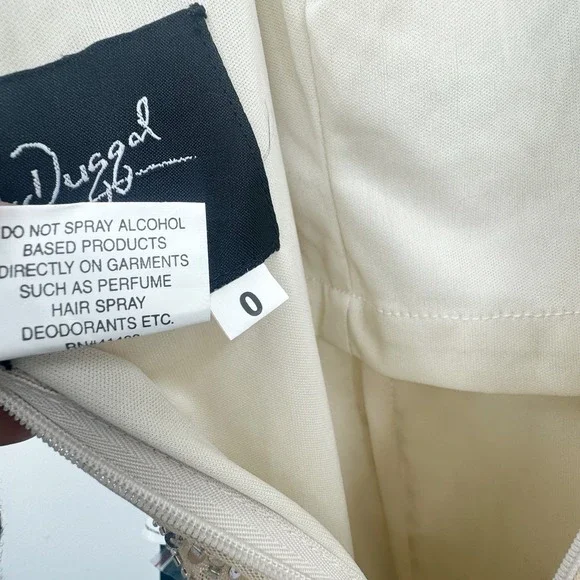 Duggal
DO NOT SPRAY ALCOHOL
BASED PRODUCTS
DIRECTLY ON GARMENTS
SUCH AS PERFUME
HAIR SPRAY
DEODORANTS ETC.
0